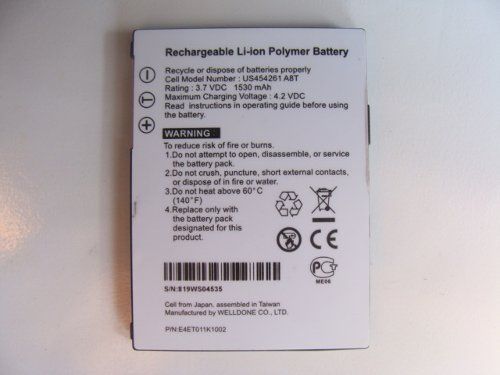 Rechargeable Li-ion Polymer Battery
Recycly or dispose of batteries properly
Cell Model Number : US454261 A8T
Rating : 3.7 VDC 1530 mAh
Maximum Charging Voltage : 4.2 VDC
Read instructions in operating guide before using battery.
WARNING
To reduce risk of fire or burns.
1.Do not attempt to open, disassemble, or service
the battery pack.
2.Do not crush, puncture, short external contacts,
or dispose in fire or water.
3.Do not heat above 60°C
(140°F)
4.Replace only with
the battery pack
designated for this
product.
ME06
S/N:819WS04535
Cell from Japan, assembled in Taiwan
Manufactured by WELLDONE CO., LTD.
P/N:E4ET011K1002